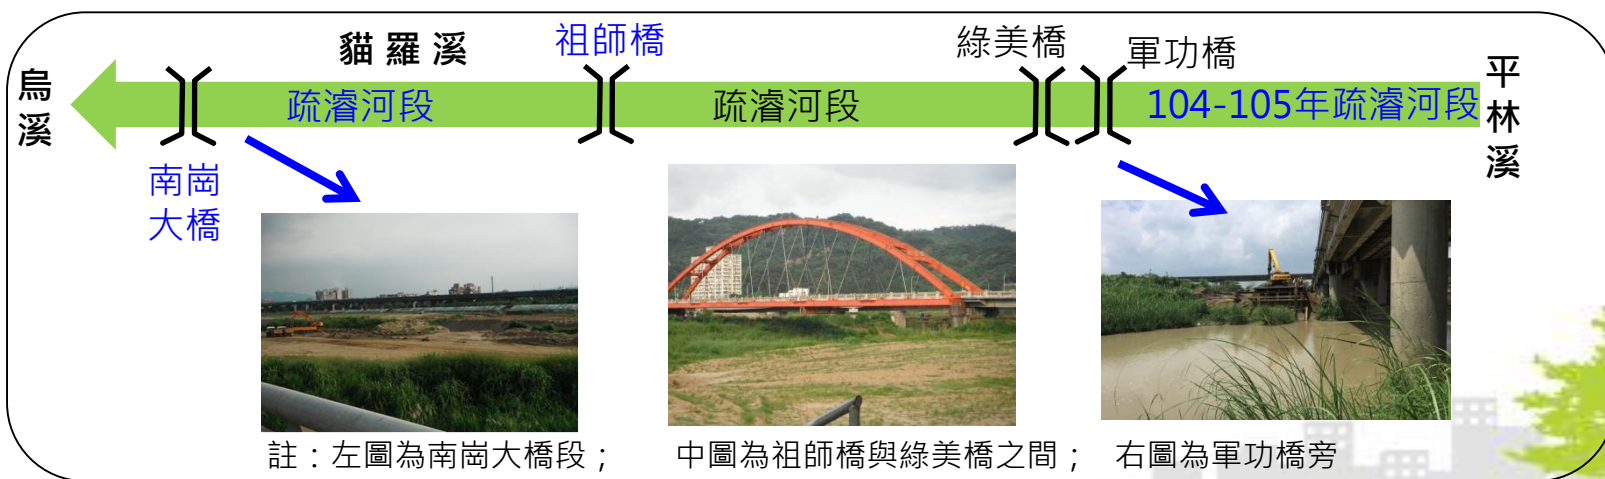 貓羅溪
祖師橋
綠美橋
軍功橋
烏溪
疏濬河段
疏濬河段
104-105年疏濬河段
平林溪
南崗
大橋
註：左圖為南崗大橋段；
中圖為祖師橋與綠美橋之間；
右圖為軍功橋旁